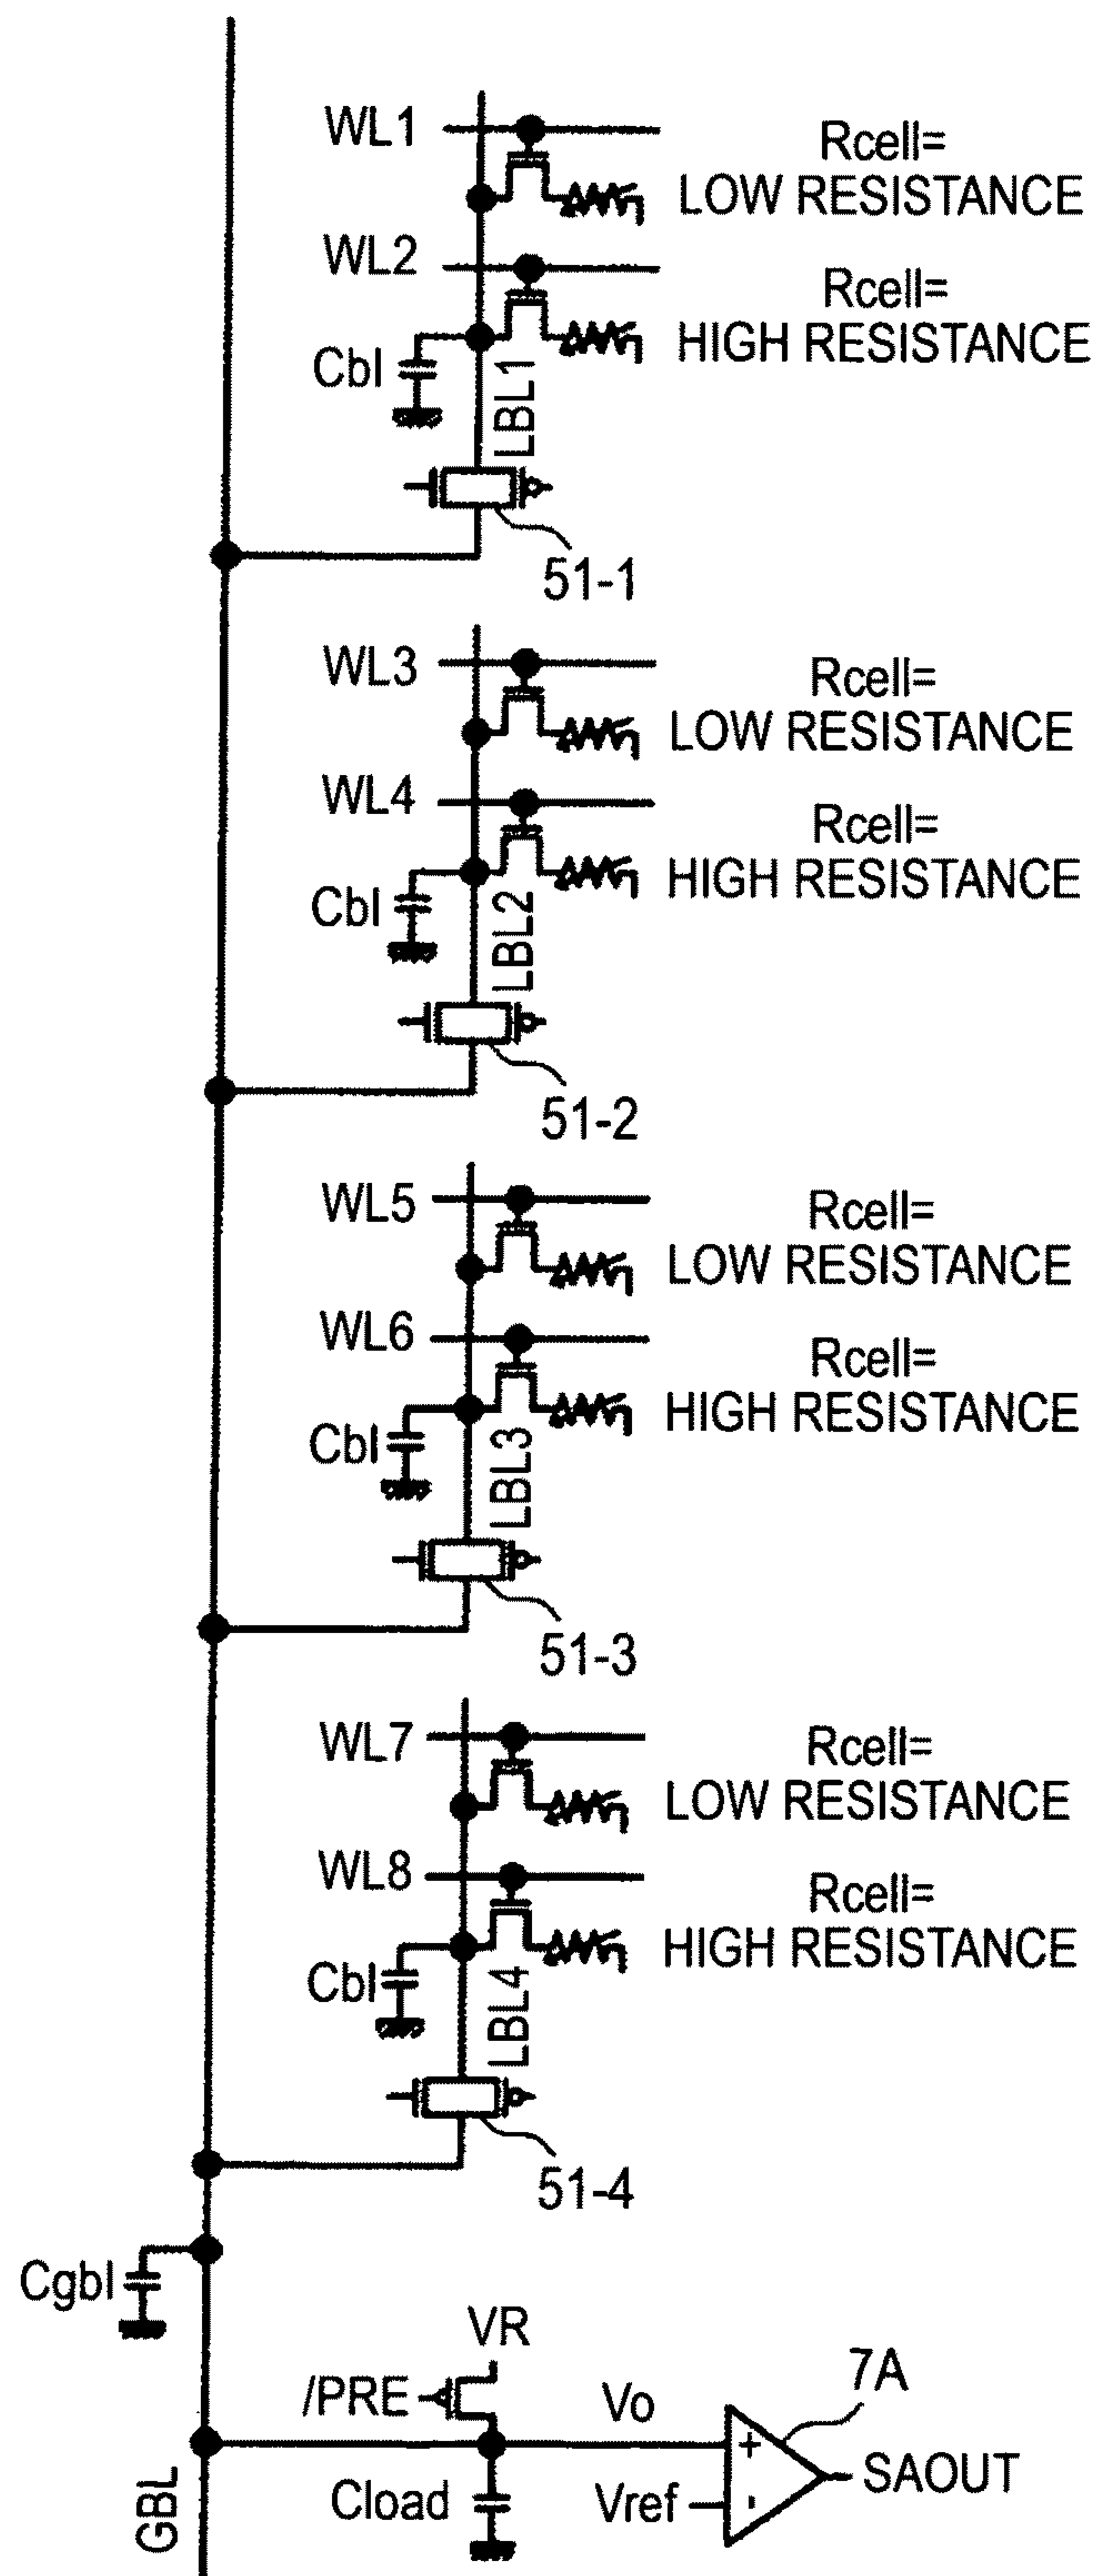 WL1
Rcell=
LOW RESISTANCE
WL2
Rcell=
HIGH RESISTANCE
Cbl
LBL1
51-1
WL3
Rcell=
LOW RESISTANCE
WL4
Rcell=
HIGH RESISTANCE
Cbl
LBL2
51-2
WL5
Rcell=
LOW RESISTANCE
WL6
Rcell=
HIGH RESISTANCE
Cbl
LBL3
51-3
WL7
Rcell=
LOW RESISTANCE
WL8
Rcell=
HIGH RESISTANCE
Cbl
LBL4
51-4
Cgbl
VR
/PRE
Vo
7A
+
SAOUT
Cload
Vref
-
GBL